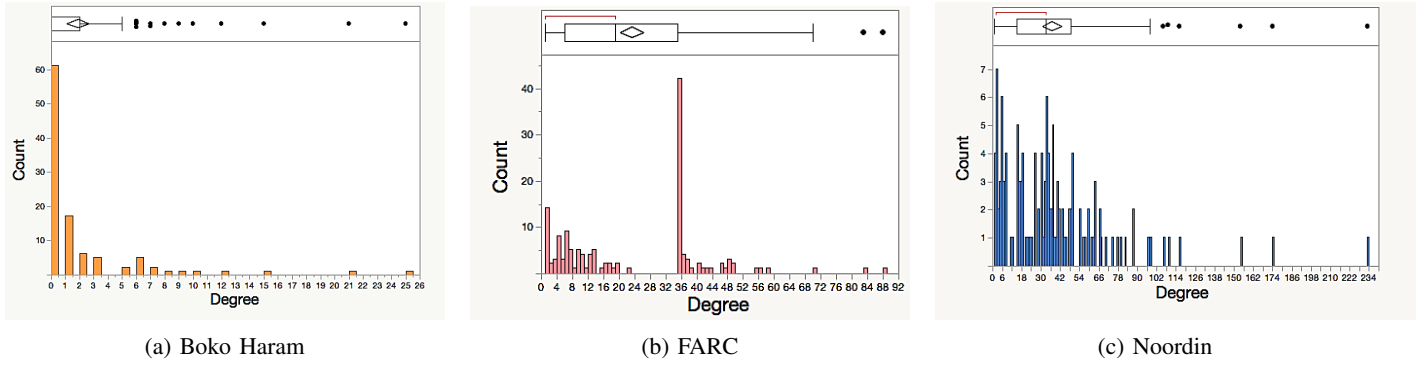 60
50
40
30
20
10
Count
0 1 2 3 4 5 6 7 8 9 10 11 12 13 14 15 16 17 18 19 20 21 22 23 24 25 26
Degree
(a) Boko Haram
40
30
20
10
Count
0 4 8 12 16 20 24 28 32 36 40 44 48 52 56 60 64 68 72 76 80 84 88 92
Degree
(b) FARC
7
6
5
4
3
2
1
Count
0 6 18 30 42 54 66 78 90 102 114 126 138 150 162 174 186 198 210 222 234
Degree
(c) Noordin